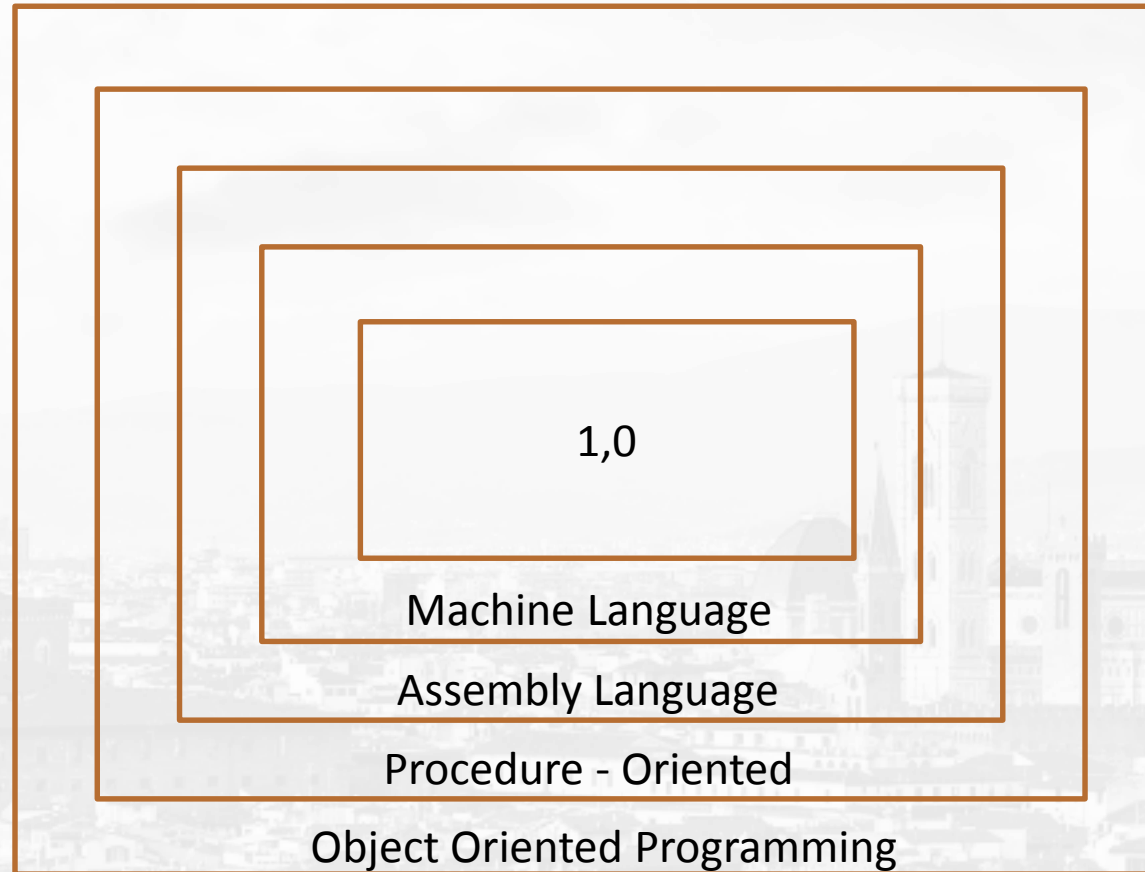 1,0
Machine Language
Assembly Language
Procedure - Oriented
Object Oriented Programming